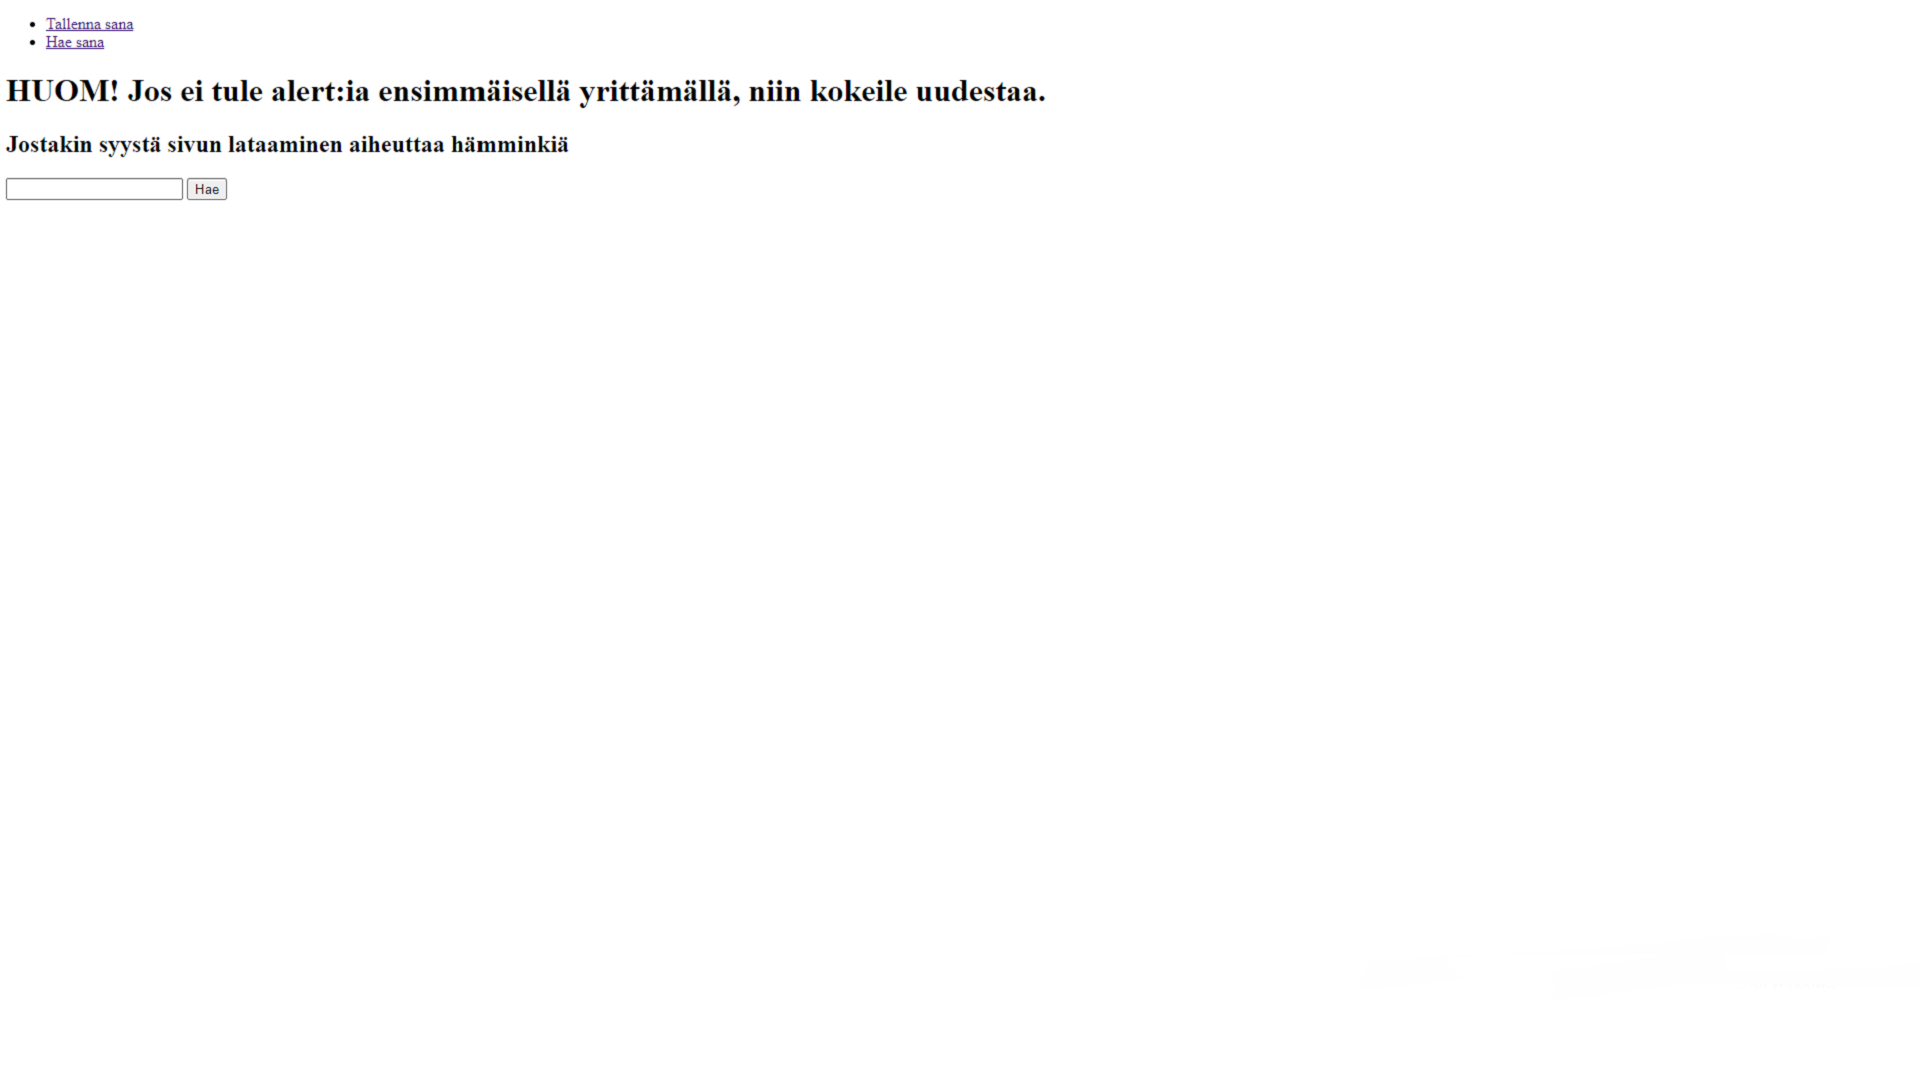 Tallenna sana
Hae sana
HUOM! Jos ei tule alert:ia ensimmäisellä yrittämällä, niin kokeile uudestaa.
Jostakin syystä sivun lataaminen aiheuttaa hämminkiä
Hae